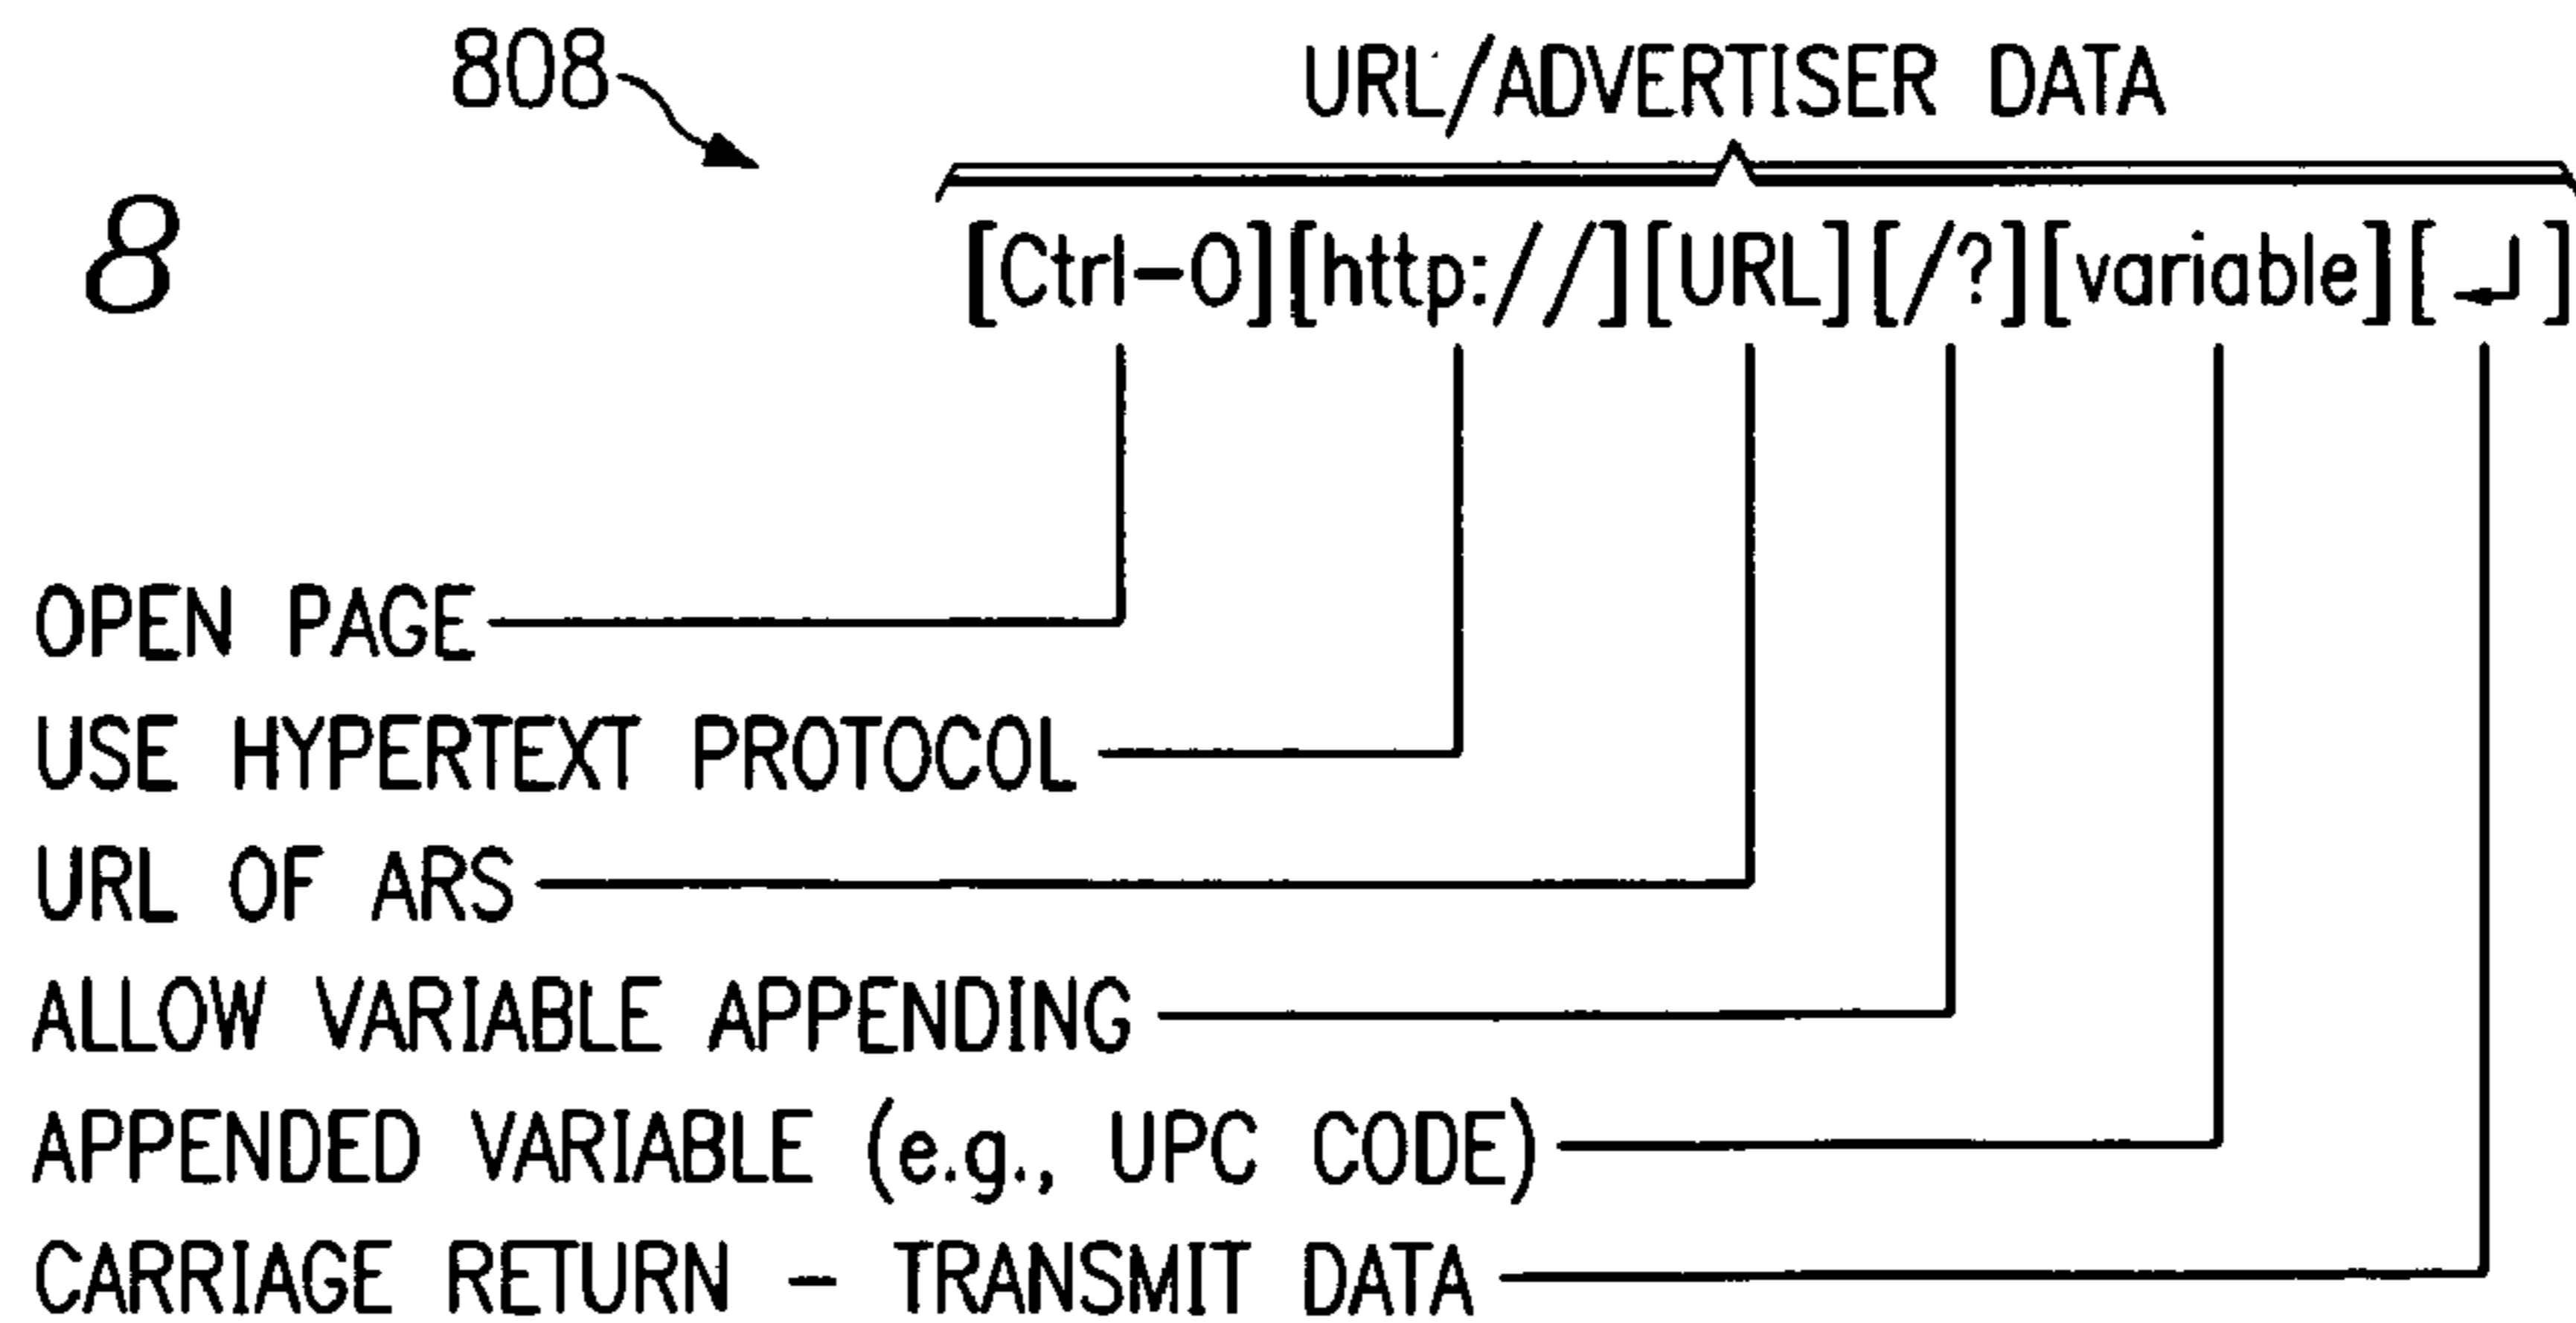 808
URL/ADVERTISER DATA
8
[Ctrl-O][http://][URL][/?][variable][↵]
OPEN PAGE
USE HYPERTEXT PROTOCOL
URL OF ARS
ALLOW VARIABLE APPENDING
APPENDED VARIABLE (e.g., UPC CODE)
CARRIAGE RETURN - TRANSMIT DATA